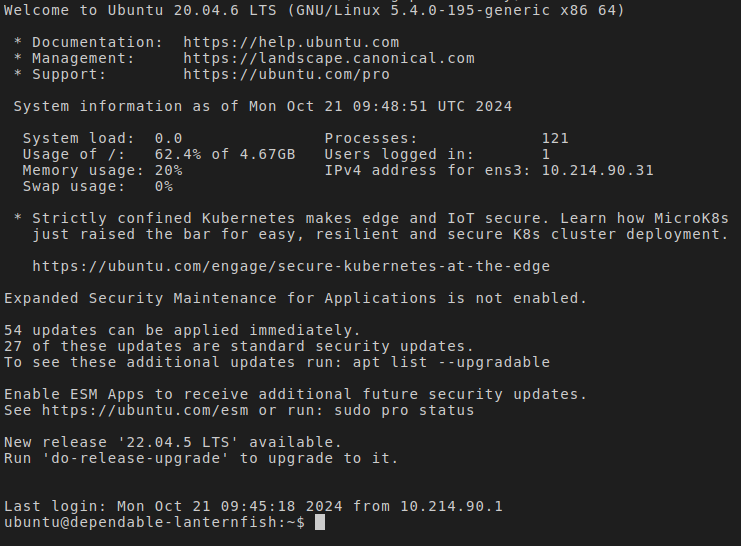 Welcome to Ubuntu 20.04.6 LTS (GNU/Linux 5.4.0-195-generic x86 64)
* Documentation:  https://help.ubuntu.com
* Management:     https://landscape.canonical.com
* Support:        https://ubuntu.com/pro
System information as of Mon Oct 21 09:48:51 UTC 2024
System load:  0.0               Processes:             121
Usage of /:   62.4% of 4.67GB   Users logged in:       1
Memory usage: 20%               IPv4 address for ens3: 10.214.90.31
Swap usage:   0%
* Strictly confined Kubernetes makes edge and IoT secure. Learn how MicroK8s
just raised the bar for easy, resilient and secure K8s cluster deployment.
https://ubuntu.com/engage/secure-kubernetes-at-the-edge
Expanded Security Maintenance for Applications is not enabled.
54 updates can be applied immediately.
27 of these updates are standard security updates.
To see these additional updates run: apt list --upgradable
Enable ESM Apps to receive additional future security updates.
See https://ubuntu.com/esm or run: sudo pro status
New release '22.04.5 LTS' available.
Run 'do-release-upgrade' to upgrade to it.
Last login: Mon Oct 21 09:45:18 2024 from 10.214.90.1
ubuntu@dependable-lanternfish:~$